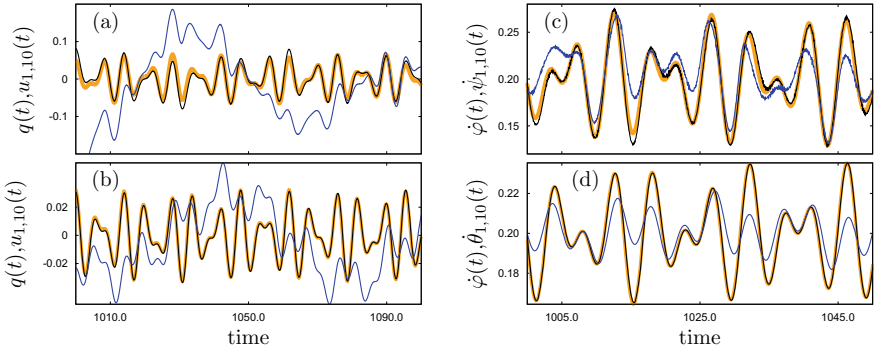 (a)
0.1
0
-0.1
q(t),u₁,₁₀(t)
(b)
0.02
0
-0.02
q(t),u₁,₁₀(t)
1010.0 1050.0 1090.0
time
(c)
0.25
0.20
0.15
φ̇(t),ψ̇₁,₁₀(t)
(d)
0.22
0.20
0.18
φ̇(t),θ̇₁,₁₀(t)
1005.0 1025.0 1045.0
time